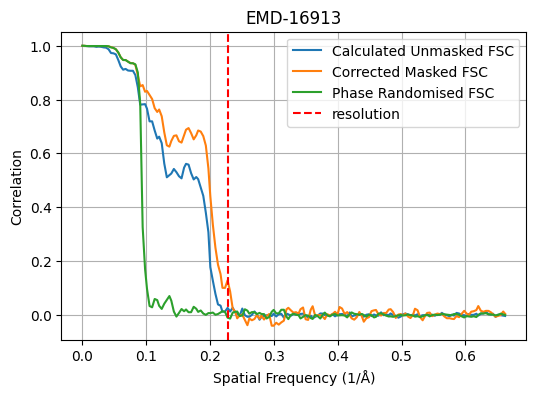 EMD-16913
Calculated Unmasked FSC
Corrected Masked FSC
Phase Randomised FSC
resolution
Correlation
1.0
0.8
0.6
0.4
0.2
0.0
0.0 0.1 0.2 0.3 0.4 0.5 0.6
Spatial Frequency (1/Å)